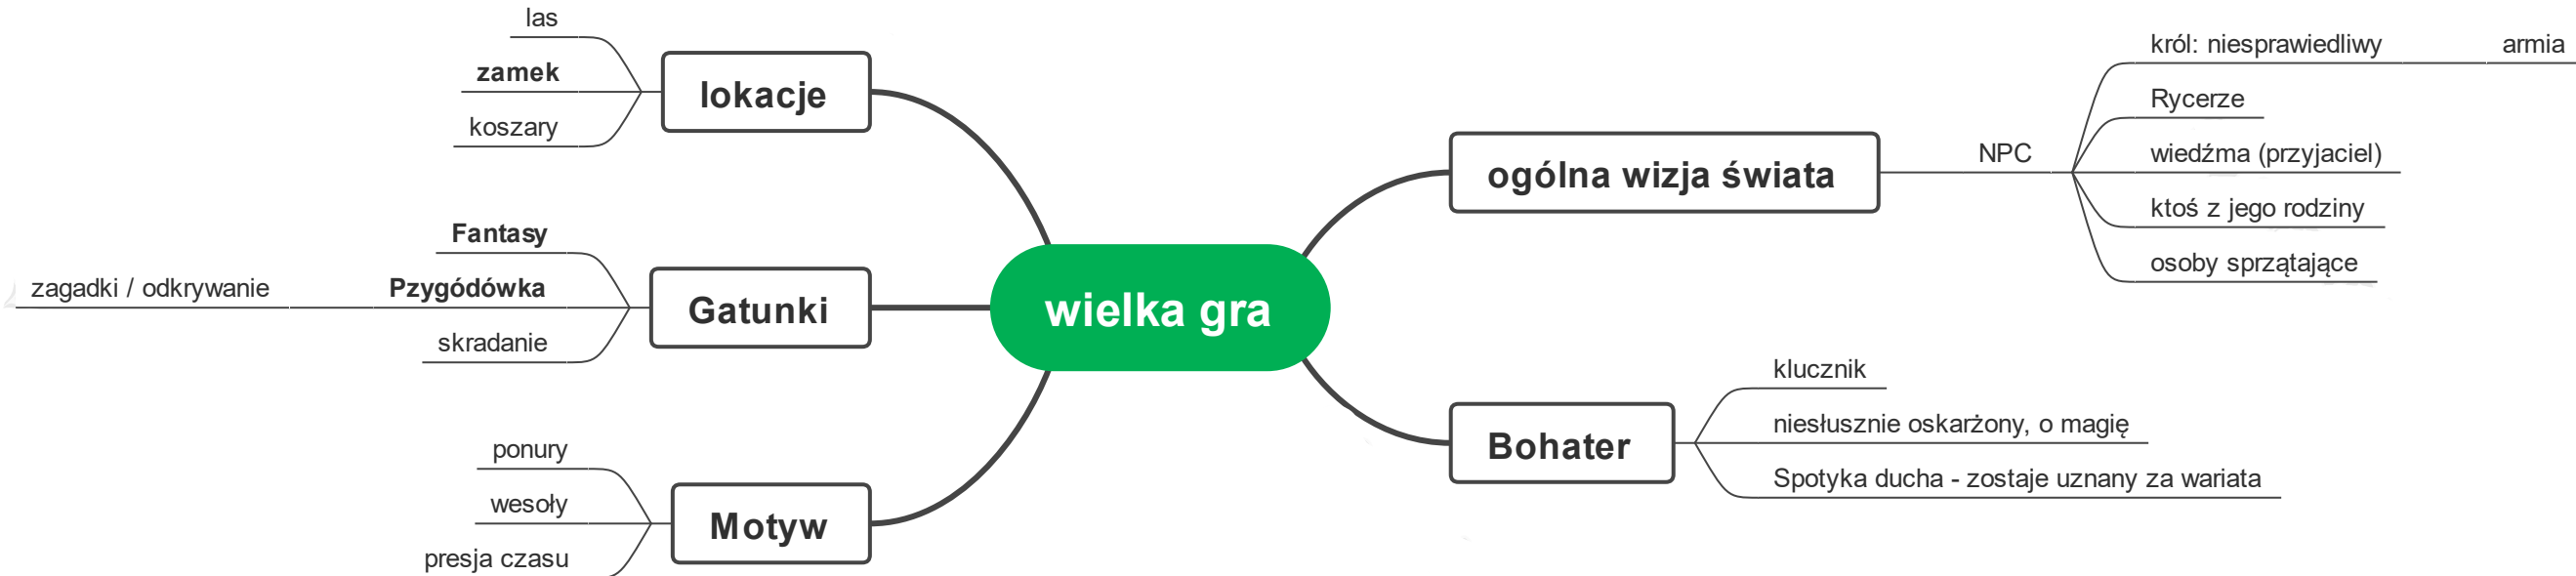 las
zamek
koszary
lokacje
Fantasy
zagadki / odkrywanie
Pzygódówka
skradanie
Gatunki
ponury
wesoły
presja czasu
Motyw
wielka gra
ogólna wizja świata
NPC
król: niesprawiedliwy
armia
Rycerze
wiedźma (przyjaciel)
ktoś z jego rodziny
osoby sprzątające
Bohater
klucznik
niesłusznie oskarżony, o magię
Spotyka ducha - zostaje uznany za wariata